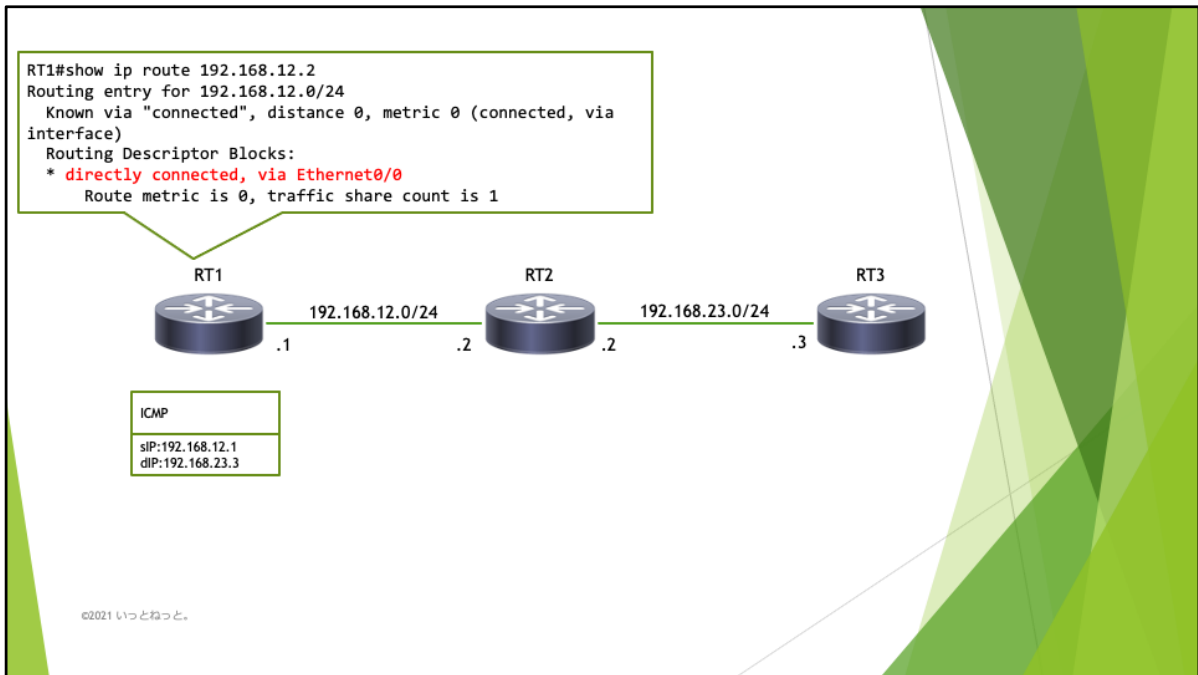 RT1#show ip route 192.168.12.2
Routing entry for 192.168.12.0/24
Known via "connected", distance 0, metric 0 (connected, via
interface)
Routing Descriptor Blocks:
* directly connected, via Ethernet0/0
Route metric is 0, traffic share count is 1
RT1
RT2
RT3
192.168.12.0/24
192.168.23.0/24
.1
.2
.2
.3
ICMP
sIP:192.168.12.1
dIP:192.168.23.3
©2021 いっとねっと。